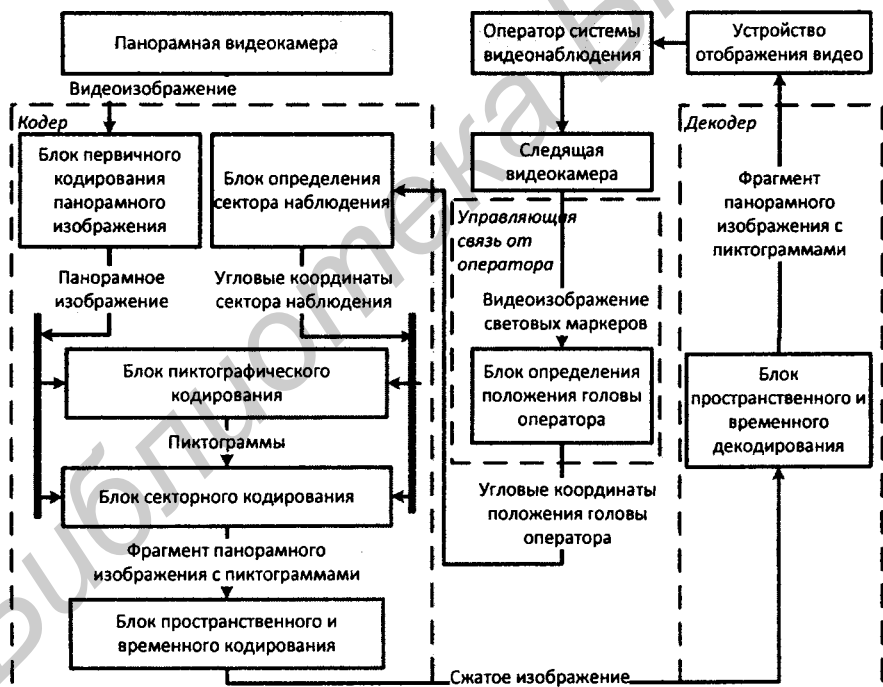 Панорамная видеокамера
Видеоизображение
Кодер
Блок первичного
кодирования
панорамного
изображения
Блок определения
сектора наблюдения
Панорамное
изображение
Угловые координаты
сектора наблюдения
Блок пиктографического
кодирования
Пиктограммы
Блок секторного кодирования
Фрагмент панорамного
изображения с пиктограммами
Блок пространственного и
временного кодирования
Оператор системы
видеонаблюдения
Следящая
видеокамера
Управляющая
связь от
оператора
Видеоизображение
световых маркеров
Блок определения
положения головы
оператора
Угловые координаты
положения головы
оператора
Сжатое изображение
Устройство
отображения видео
Декодер
Фрагмент
панорамного
изображения с
пиктограммами
Блок
пространственного и
временного
декодирования
Библиотека Б